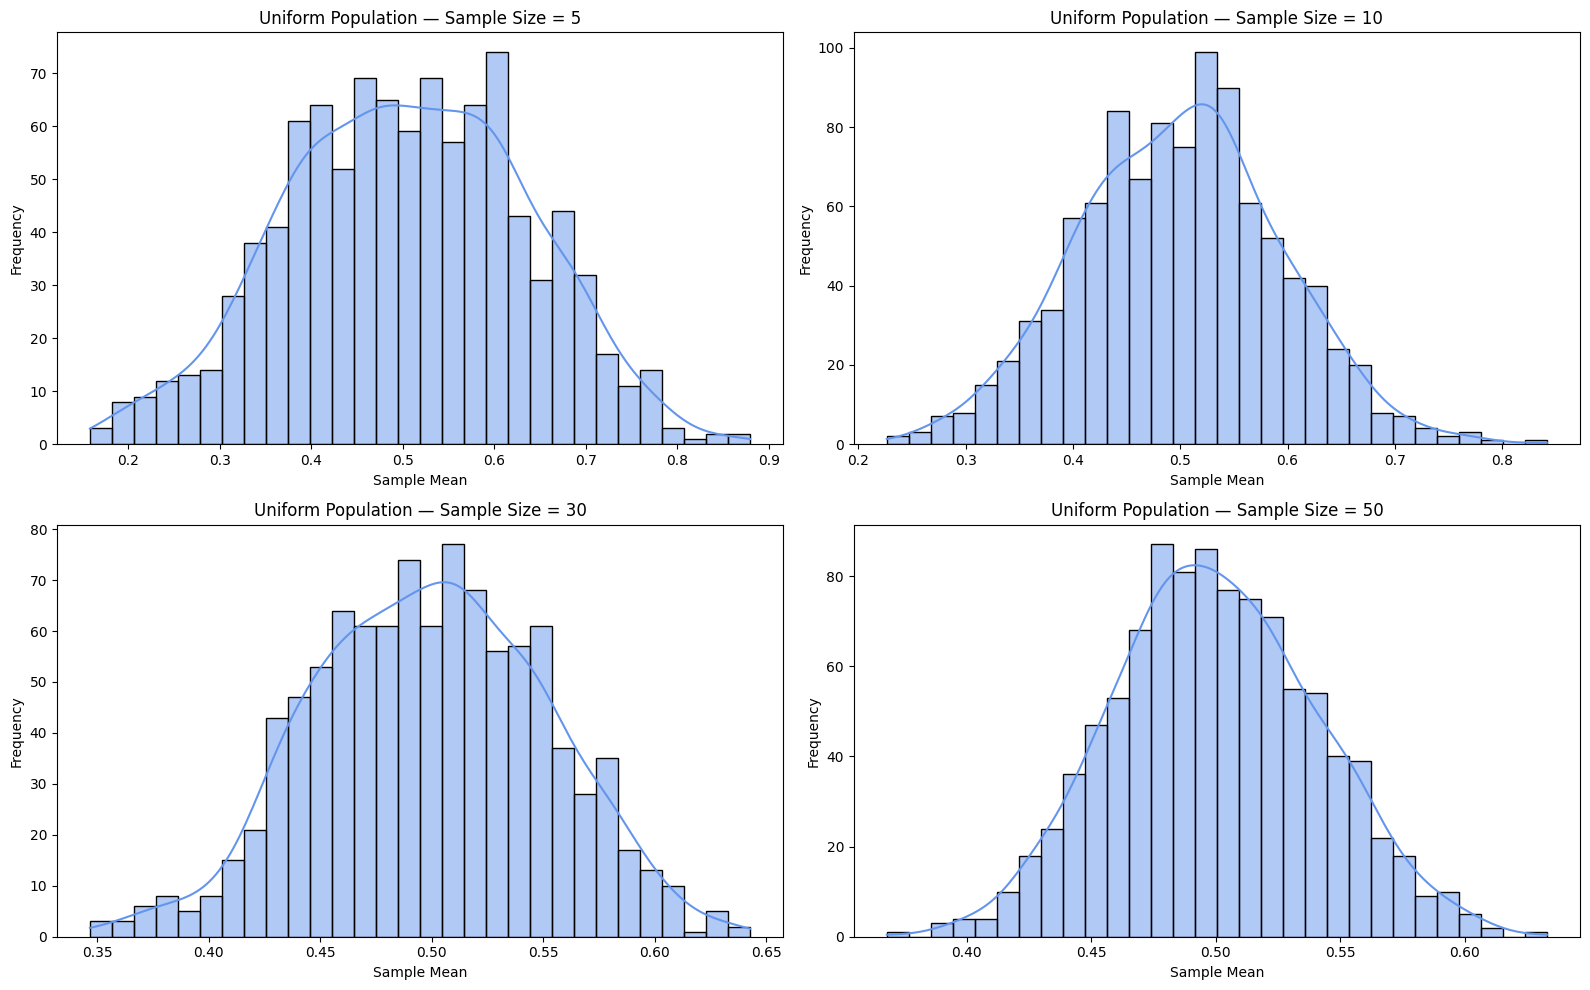 Uniform Population — Sample Size = 5
70
60
50
40
30
20
10
0
Frequency
0.2 0.3 0.4 0.5 0.6 0.7 0.8 0.9
Sample Mean
Uniform Population — Sample Size = 10
100
80
60
40
20
0
Frequency
0.2 0.3 0.4 0.5 0.6 0.7 0.8
Sample Mean
Uniform Population — Sample Size = 30
80
70
60
50
40
30
20
10
0
Frequency
0.35 0.40 0.45 0.50 0.55 0.60 0.65
Sample Mean
Uniform Population — Sample Size = 50
80
60
40
20
0
Frequency
0.40 0.45 0.50 0.55 0.60
Sample Mean